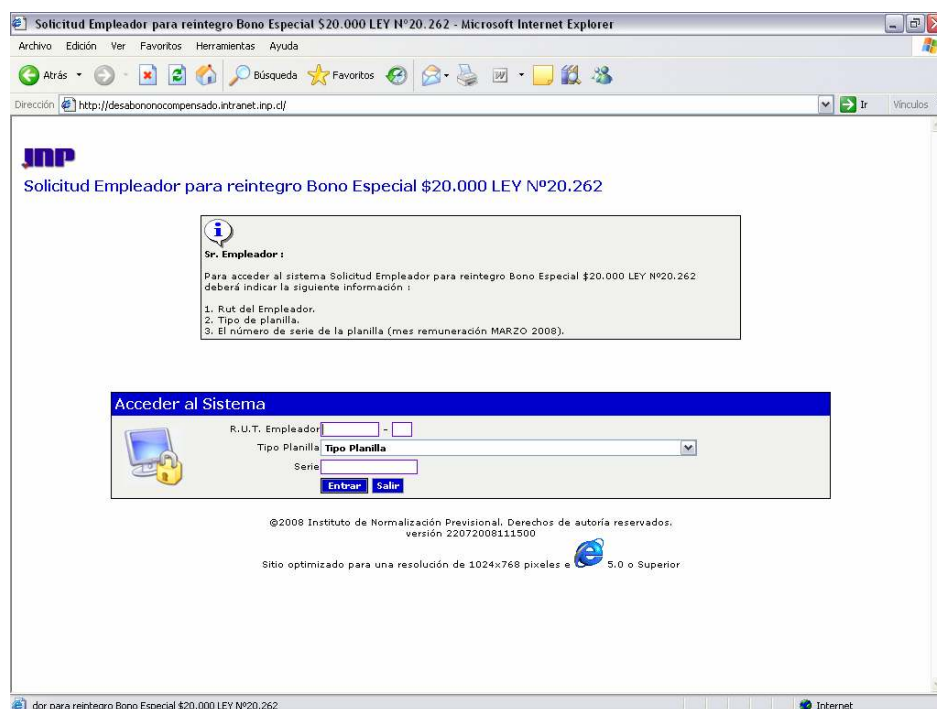 Solicitud Empleador para reintegro Bono Especial $20.000 LEY Nº20.262 - Microsoft Internet Explorer
Archivo Edición Ver Favoritos Herramientas Ayuda
Atrás Búsqueda Favoritos
Dirección http://desabononocompensado.intranet.inp.cl/ Ir Vínculos
INP
Solicitud Empleador para reintegro Bono Especial $20.000 LEY Nº20.262
Sr. Empleador :
Para acceder al sistema Solicitud Empleador para reintegro Bono Especial $20.000 LEY Nº20.262
deberá indicar la siguiente información :
1. Rut del Empleador.
2. Tipo de planilla.
3. El número de serie de la planilla (mes remuneración MARZO 2008).
Acceder al Sistema
R.U.T. Empleador -
Tipo Planilla Tipo Planilla
Serie
Entrar Salir
©2008 Instituto de Normalización Previsional. Derechos de autoría reservados.
versión 22072008111500
Sitio optimizado para una resolución de 1024x768 pixeles e 5.0 o Superior
dor para reintegro Bono Especial $20.000 LEY Nº20.262 Internet